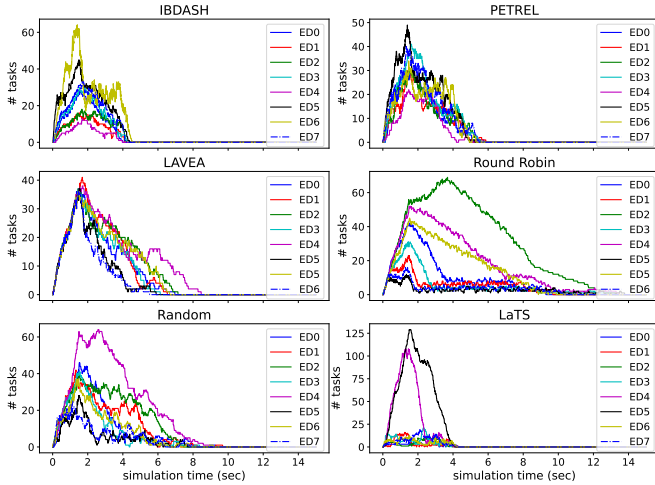 IBDASH
# tasks
60
40
20
0
ED0
ED1
ED2
ED3
ED4
ED5
ED6
ED7
PETREL
# tasks
50
40
30
20
10
0
ED0
ED1
ED2
ED3
ED4
ED5
ED6
ED7
LAVEA
# tasks
40
30
20
10
0
ED0
ED1
ED2
ED3
ED4
ED5
ED5
ED6
Round Robin
# tasks
60
40
20
0
ED0
ED1
ED2
ED3
ED4
ED5
ED5
ED6
Random
# tasks
60
40
20
0
ED0
ED1
ED2
ED3
ED4
ED5
ED6
ED7
0 2 4 6 8 10 12 14
simulation time (sec)
LaTS
# tasks
125
100
75
50
25
0
ED0
ED1
ED2
ED3
ED4
ED5
ED6
ED7
0 2 4 6 8 10 12 14
simulation time (sec)